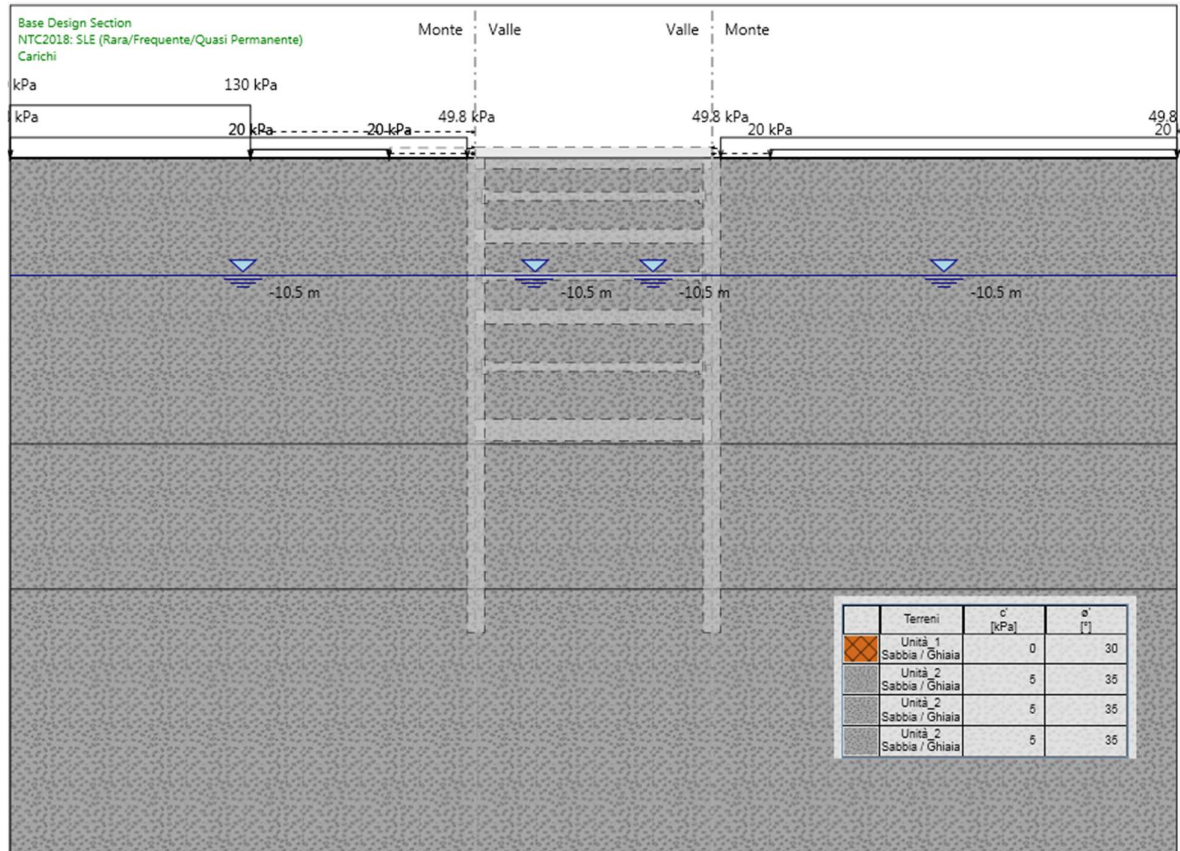 Base Design Section
NTC2018: SLE (Rara/Frequente/Quasi Permanente)
Carichi
Monte Valle Valle Monte
kPa 130 kPa
kPa 49.8 kPa 49.8 kPa 49.8
20 kPa 20 kPa 20 kPa 20
-10.5 m -10.5 m -10.5 m -10.5 m
Terreni c' [kPa] ø' [°]
Unità_1
Sabbia / Ghiaia 0 30
Unità_2
Sabbia / Ghiaia 5 35
Unità_2
Sabbia / Ghiaia 5 35
Unità_2
Sabbia / Ghiaia 5 35